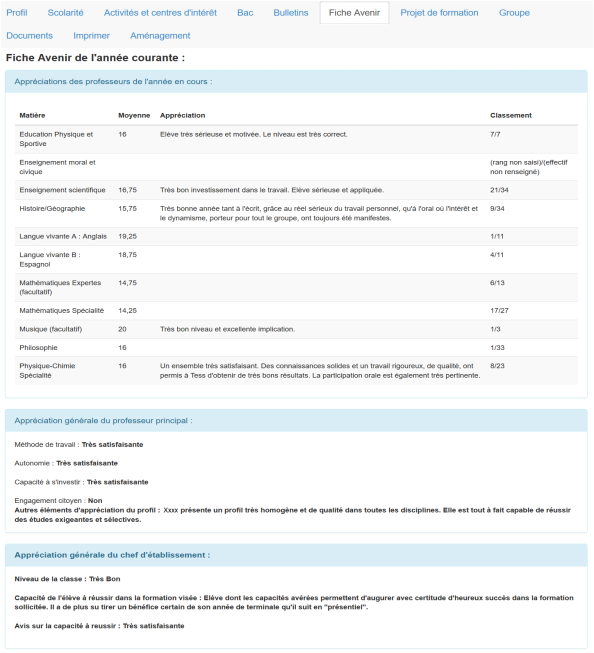 Profil Scolarité Activités et centres d'intérêt Bac Bulletins Fiche Avenir Projet de formation Groupe
Documents Imprimer Aménagement
Fiche Avenir de l'année courante :
Appréciations des professeurs de l'année en cours :
Matière Moyenne Appréciation Classement
Education Physique et 16 Elève très sérieuse et motivée. Le niveau est très correct. 7/7
Sportive
Enseignement moral et (rang non saisi)/(effectif
civique non renseigné)
Enseignement scientifique 16,75 Très bon investissement dans le travail. Elève sérieuse et appliquée. 21/34
Histoire/Géographie 15,75 Très bonne année tant à l'écrit, grâce au réel sérieux du travail personnel, qu'à l'oral où l'intérêt et 9/34
le dynamisme, porteur pour tout le groupe, ont toujours été manifestes.
Langue vivante A : Anglais 19,25 1/11
Langue vivante B : 18,75 4/11
Espagnol
Mathématiques Expertes 14,75 6/13
(facultatif)
Mathématiques Spécialité 14,25 17/27
Musique (facultatif) 20 Très bon niveau et excellente implication. 1/3
Philosophie 16 1/33
Physique-Chimie 16 Un ensemble très satisfaisant. Des connaissances solides et un travail rigoureux, de qualité, ont 8/23
Spécialité permis à Tess d'obtenir de très bons résultats. La participation orale est également très pertinente.
Appréciation générale du professeur principal :
Méthode de travail : Très satisfaisante
Autonomie : Très satisfaisante
Capacité à s'investir : Très satisfaisante
Engagement citoyen : Non
Autres éléments d'appréciation du profil : Xxxx présente un profil très homogène et de qualité dans toutes les disciplines. Elle est tout à fait capable de réussir
des études exigeantes et sélectives.
Appréciation générale du chef d'établissement :
Niveau de la classe : Très Bon
Capacité de l'élève à réussir dans la formation visée : Elève dont les capacités avérées permettent d'augurer avec certitude d'heureux succès dans la formation
sollicitée. Il a de plus su tirer un bénéfice certain de son année de terminale qu'il suit en "présentiel".
Avis sur la capacité à reussir : Très satisfaisante